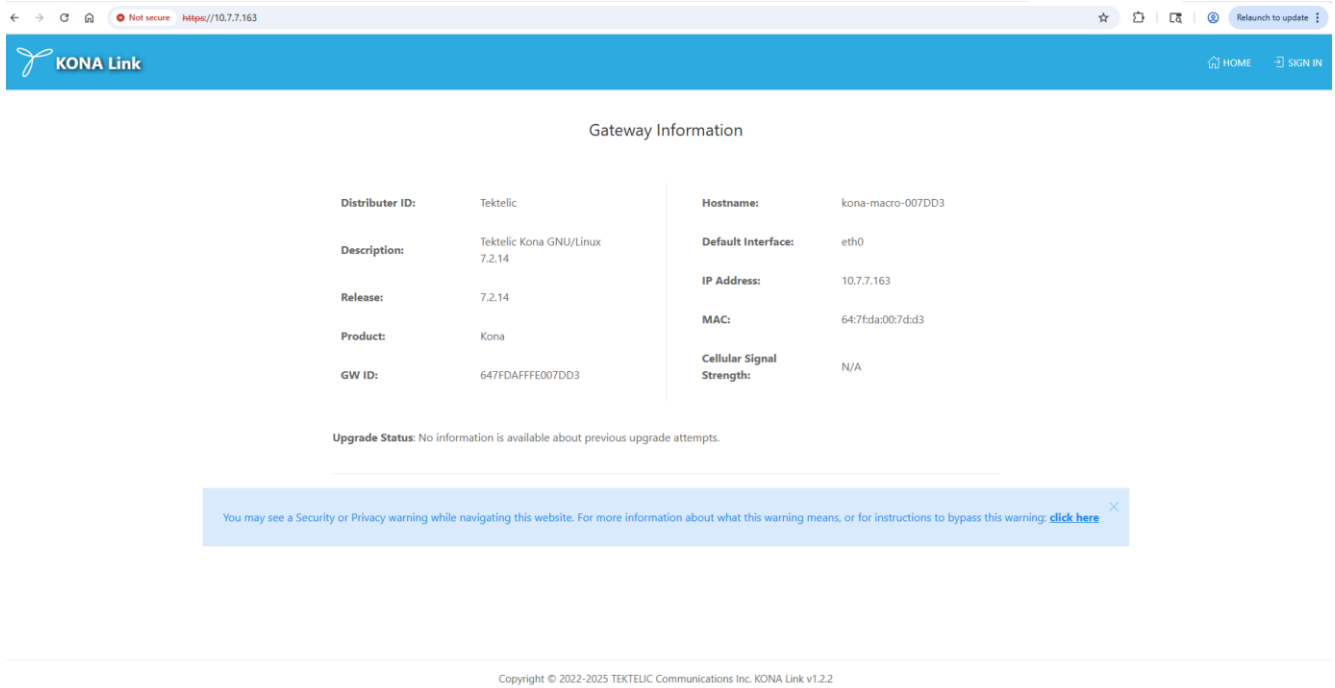 Not secure https://10.7.7.163
Relaunch to update
KONA Link
HOME SIGN IN
Gateway Information
Distributer ID: Tektelic
Description: Tektelic Kona GNU/Linux
7.2.14
Release: 7.2.14
Product: Kona
GW ID: 647FDAFFFE007DD3
Hostname: kona-macro-007DD3
Default Interface: eth0
IP Address: 10.7.7.163
MAC: 64:7f:da:00:7d:d3
Cellular Signal
Strength: N/A
Upgrade Status: No information is available about previous upgrade attempts.
You may see a Security or Privacy warning while navigating this website. For more information about what this warning means, or for instructions to bypass this warning: click here
Copyright © 2022-2025 TEKTELIC Communications Inc. KONA Link v1.2.2